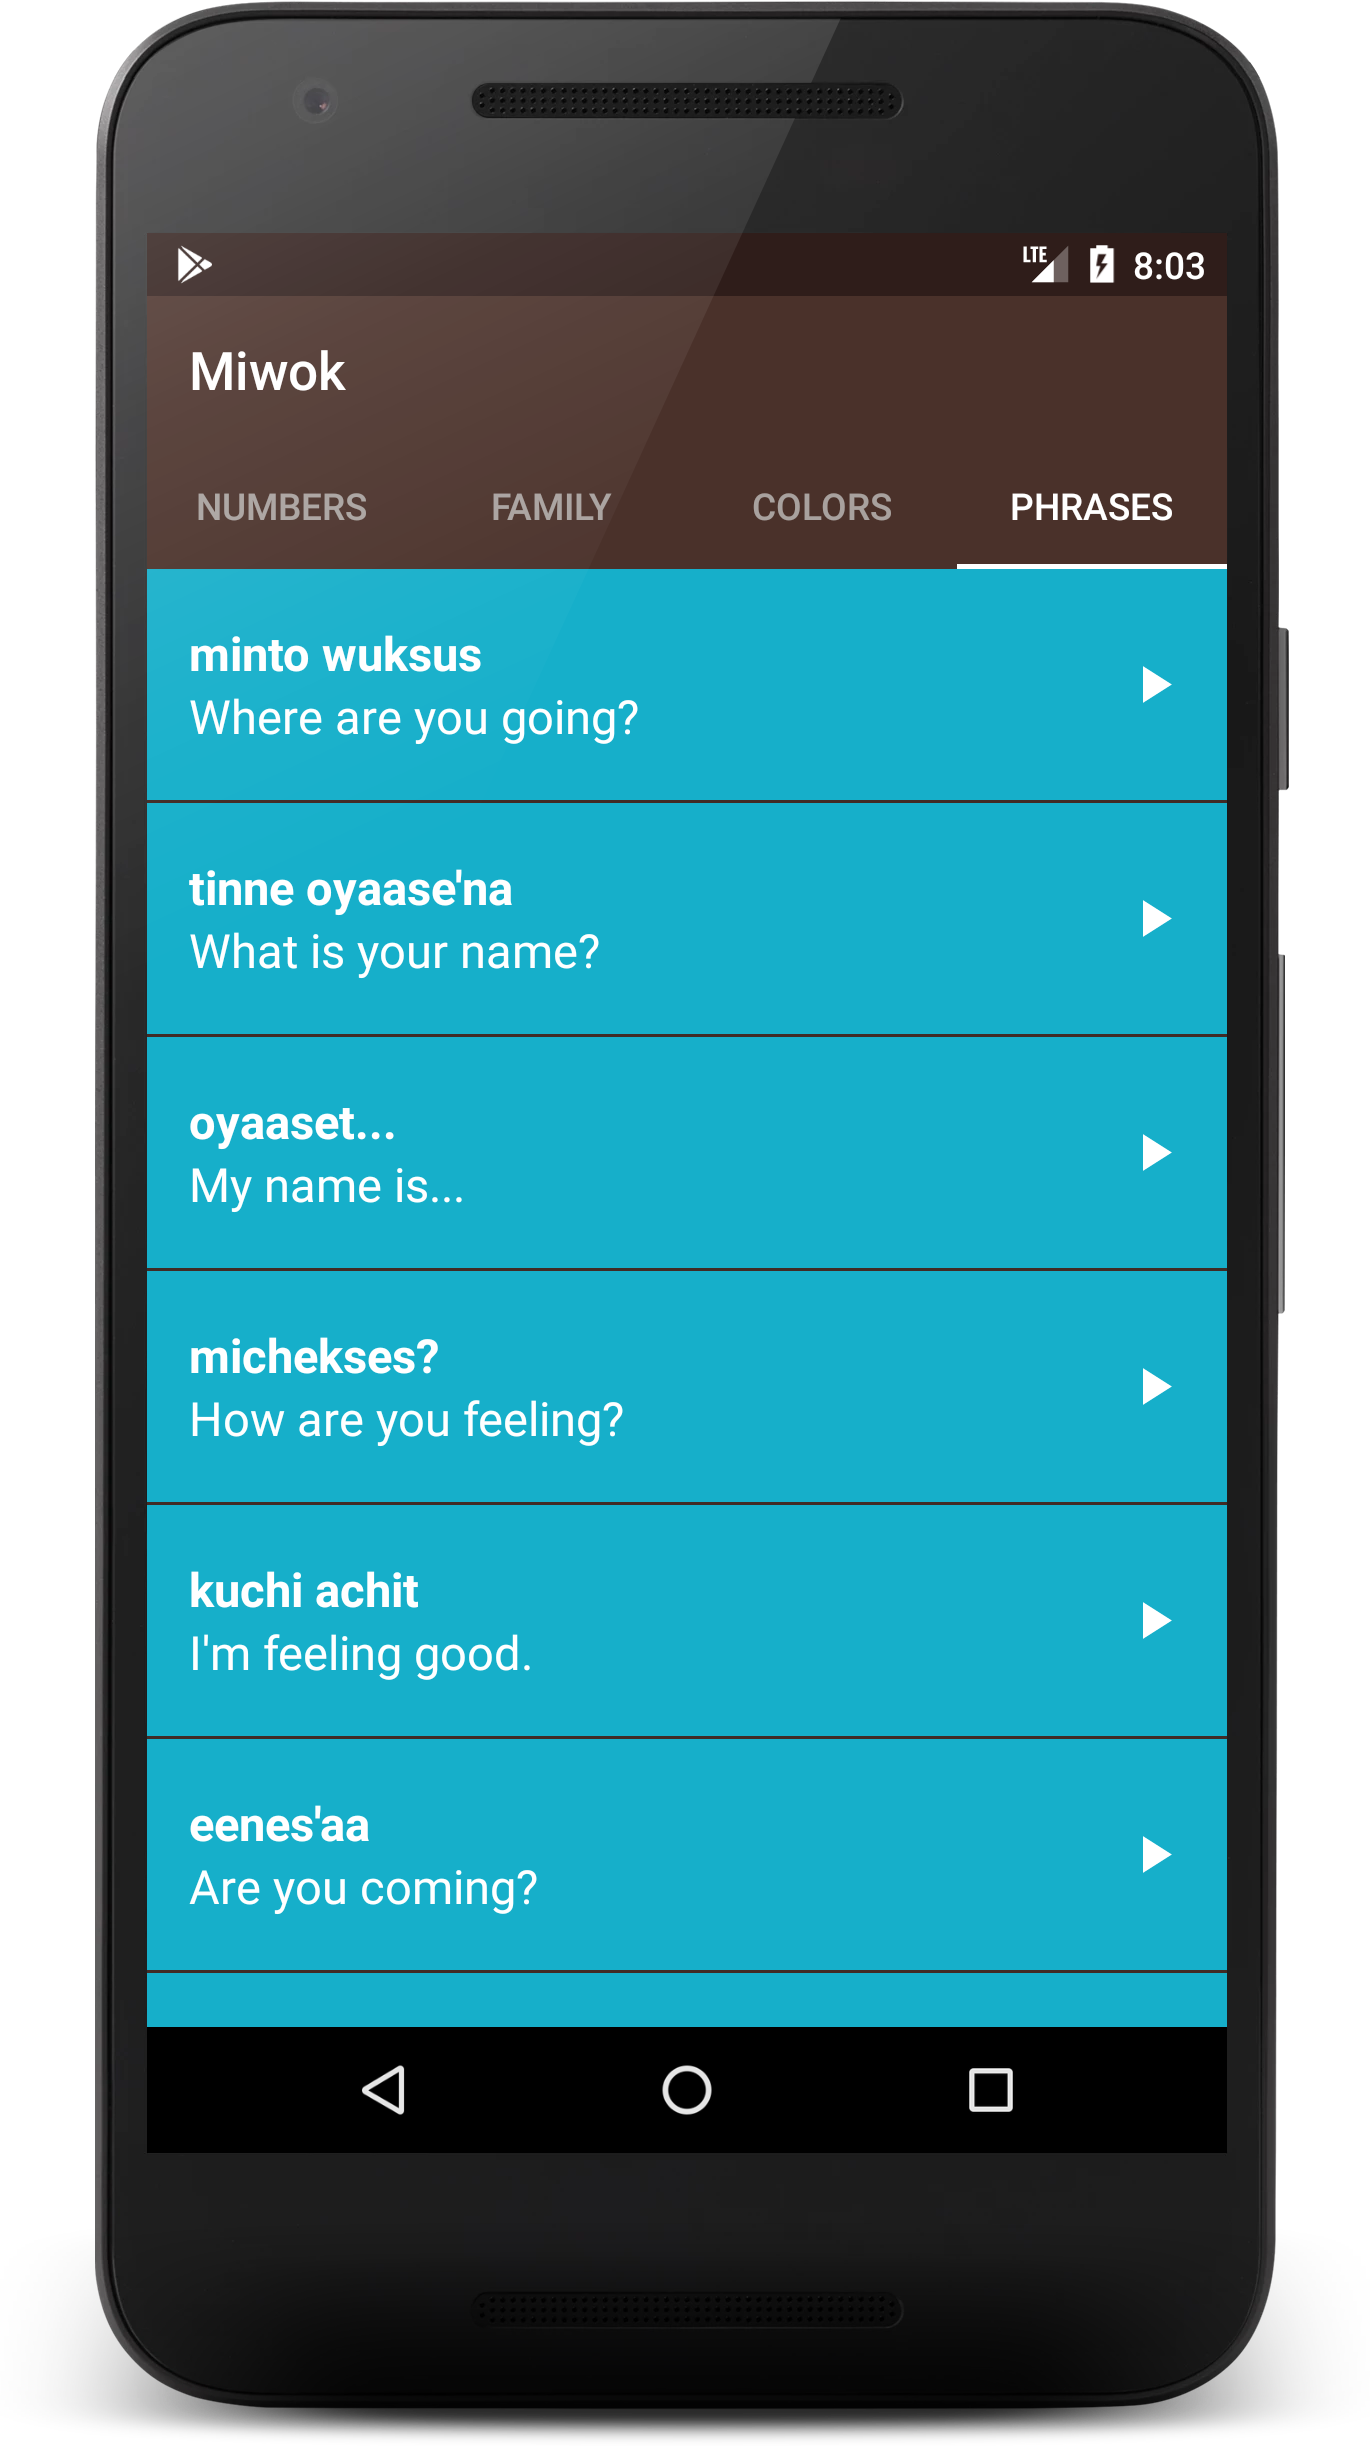 LTE 8:03
Miwok
NUMBERS FAMILY COLORS PHRASES
minto wuksus
Where are you going?
tinne oyaase'na
What is your name?
oyaaset...
My name is...
michekses?
How are you feeling?
kuchi achit
I'm feeling good.
eenes'aa
Are you coming?